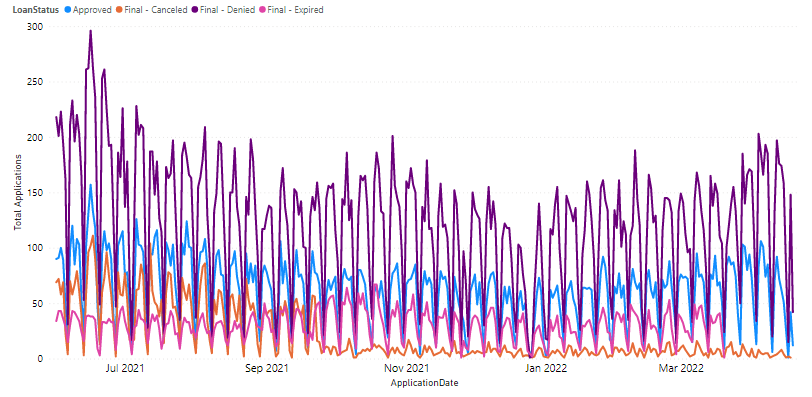 LoanStatus Approved Final - Canceled Final - Denied Final - Expired
300
250
200
150
100
50
0
Total Applications
Jul 2021 Sep 2021 Nov 2021 Jan 2022 Mar 2022
ApplicationDate